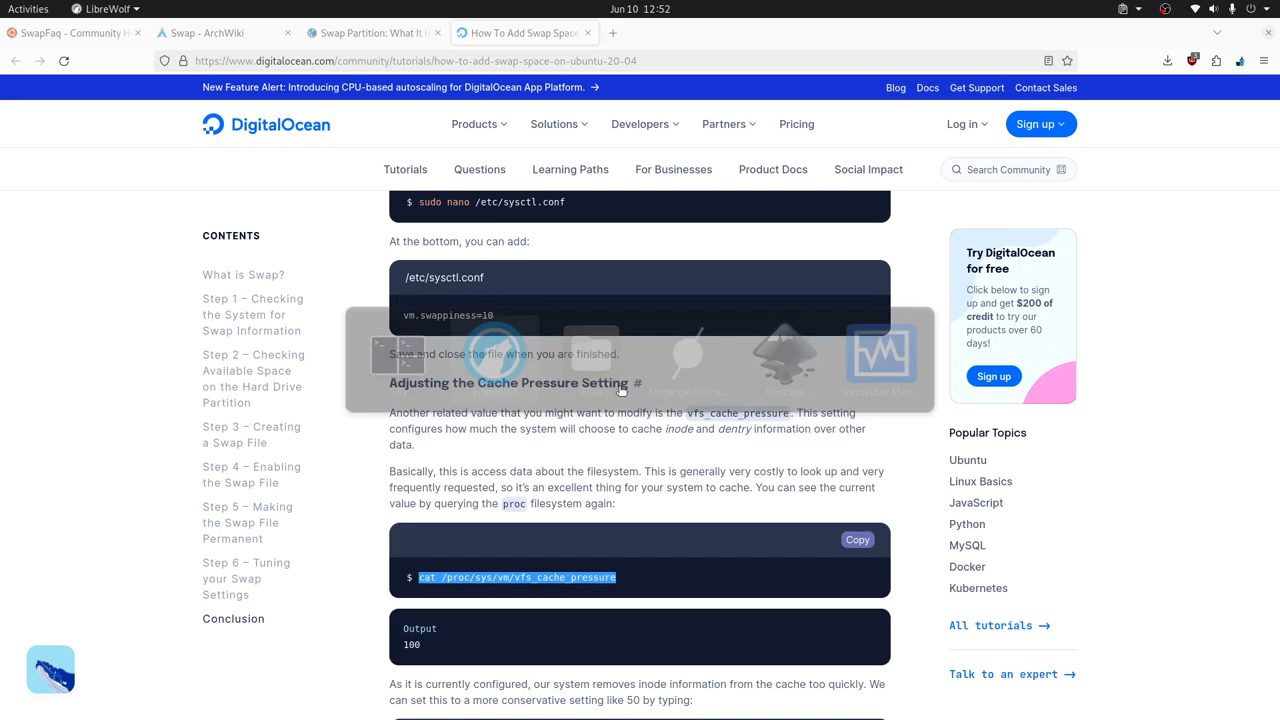 Activities
LibreWolf
Jun 10 12:52
SwapFaq - Community H
Swap - ArchWiki
Swap Partition: What It Is
How To Add Swap Space
https://www.digitalocean.com/community/tutorials/how-to-add-swap-space-on-ubuntu-20-04
New Feature Alert: Introducing CPU-based autoscaling for DigitalOcean App Platform. →
Blog Docs Get Support Contact Sales
DigitalOcean
Products Solutions Developers Partners Pricing
Log in Sign up
Tutorials Questions Learning Paths For Businesses Product Docs Social Impact
Search Community
CONTENTS
What is Swap?
Step 1 – Checking
the System for
Swap Information
Step 2 – Checking
Available Space
on the Hard Drive
Partition
Step 3 – Creating
a Swap File
Step 4 – Enabling
the Swap File
Step 5 – Making
the Swap File
Permanent
Step 6 – Tuning
your Swap
Settings
Conclusion
$ sudo nano /etc/sysctl.conf
At the bottom, you can add:
/etc/sysctl.conf
vm.swappiness=10
Save and close the file when you are finished.
Adjusting the Cache Pressure Setting #
Inkscape
Another related value that you might want to modify is the vfs_cache_pressure. This setting
configures how much the system will choose to cache inode and dentry information over other
data.
Basically, this is access data about the filesystem. This is generally very costly to look up and very
frequently requested, so it's an excellent thing for your system to cache. You can see the current
value by querying the proc filesystem again:
Copy
$ cat /proc/sys/vm/vfs_cache_pressure
Output
100
As it is currently configured, our system removes inode information from the cache too quickly. We
can set this to a more conservative setting like 50 by typing:
Try DigitalOcean
for free
Click below to sign
up and get $200 of
credit to try our
products over 60
days!
Sign up
Popular Topics
Ubuntu
Linux Basics
JavaScript
Python
MySQL
Docker
Kubernetes
All tutorials →
Talk to an expert →